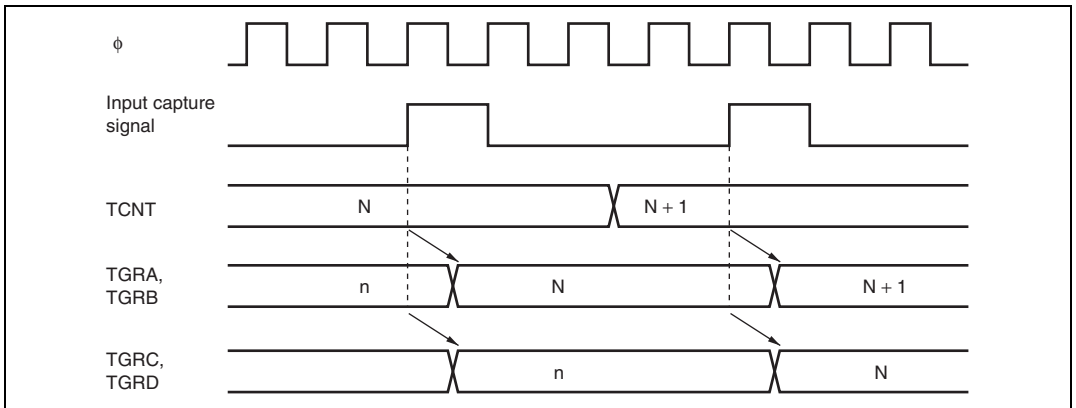 ϕ
Input capture
signal
TCNT
N
N + 1
TGRA,
TGRB
n
N
N + 1
TGRC,
TGRD
n
N